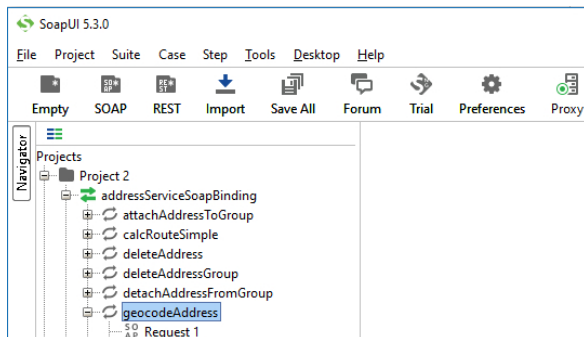 SoapUI 5.3.0
File Project Suite Case Step Tools Desktop Help
Empty SOAP REST Import Save All Forum Trial Preferences Proxy
Navigator
Projects
Project 2
addressServiceSoapBinding
attachAddressToGroup
calcRouteSimple
deleteAddress
deleteAddressGroup
detachAddressFromGroup
geocodeAddress
Request 1